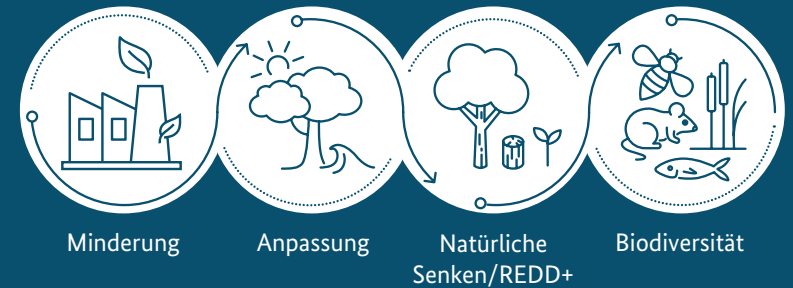 Minderung
Anpassung
Natürliche
Senken/REDD+
Biodiversität